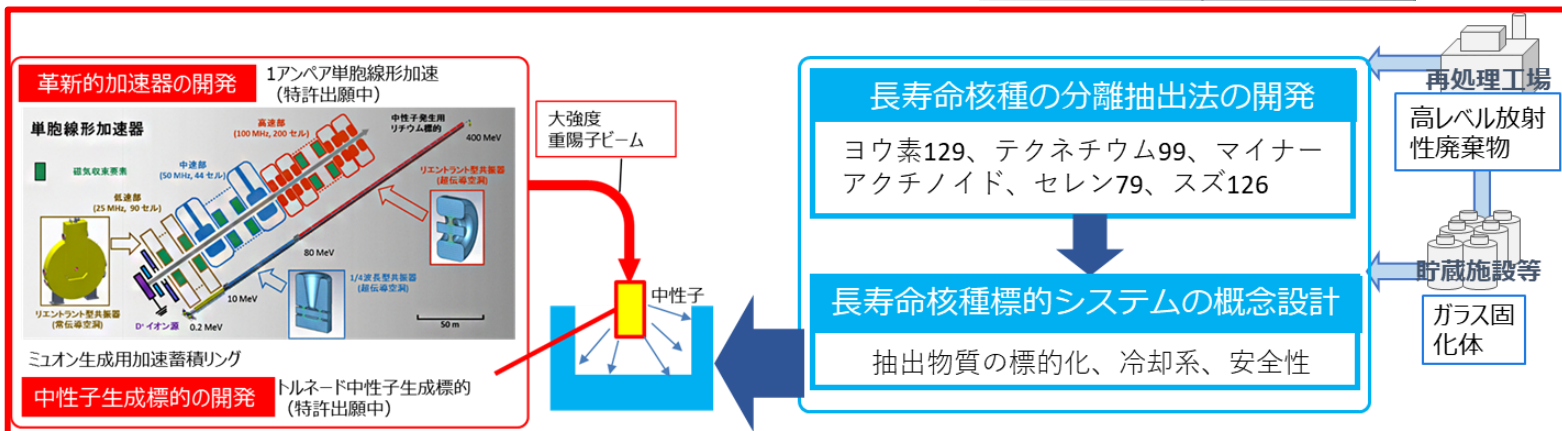 革新的加速器の開発
1アンペア単胞線形加速
(特許出願中)
単胞線形加速器
磁気収束要素
高速部
(100 MHz, 200 セル)
中性子発生用
リチウム標的
400 MeV
中速部
(50 MHz, 44 セル)
低速部
(25 MHz, 90 セル)
リエントラント型共振器
(超伝導空洞)
80 MeV
1/4波長型共振器
(超伝導空洞)
10 MeV
リエントラント型共振器
(常伝導空洞)
D⁺イオン源
0.2 MeV
50 m
ミュオン生成用加速蓄積リング
中性子生成標的の開発
トルネード中性子生成標的
(特許出願中)
大強度
重陽子ビーム
中性子
長寿命核種の分離抽出法の開発
ヨウ素129、テクネチウム99、マイナー
アクチノイド、セレン79、スズ126
長寿命核種標的システムの概念設計
抽出物質の標的化、冷却系、安全性
再処理工場
高レベル放射
性廃棄物
貯蔵施設等
ガラス固
化体